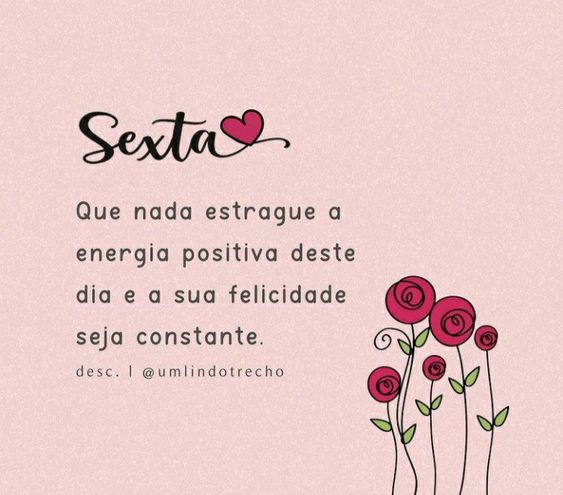 Sexta
Que nada estrague a
energia positiva deste
dia e a sua felicidade
seja constante.
desc. | @umlindotrecho